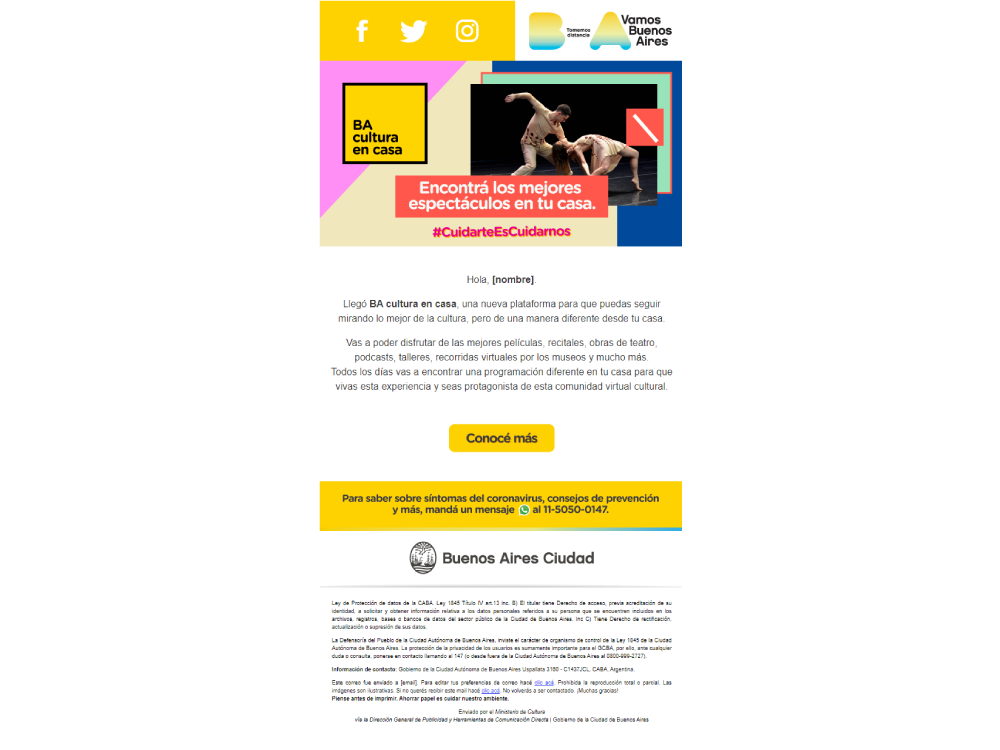 BA
Tomemos
distancia
Vamos
Buenos
Aires
BA
cultura
en casa
Encontrá los mejores
espectáculos en tu casa.
#CuidarteEsCuidarnos
Hola, [nombre].
Llegó BA cultura en casa, una nueva plataforma para que puedas seguir
mirando lo mejor de la cultura, pero de una manera diferente desde tu casa.
Vas a poder disfrutar de las mejores películas, recitales, obras de teatro,
podcasts, talleres, recorridas virtuales por los museos y mucho más.
Todos los días vas a encontrar una programación diferente en tu casa para que
vivas esta experiencia y seas protagonista de esta comunidad virtual cultural.
Conocé más
Para saber sobre síntomas del coronavirus, consejos de prevención
y más, mandá un mensaje al 11-5050-0147.
Buenos Aires Ciudad
Ley de Protección de datos de la CABA. Ley 1845 Título IV art.13 inc. B) El titular tiene Derecho de acceso, previa acreditación de su
identidad, a solicitar y obtener información relativa a los datos personales referidos a su persona que se encuentren incluidos en los
archivos, registros, bases o bancos de datos del sector público de la Ciudad de Buenos Aires. Inc C) Tiene Derecho de rectificación,
actualización o supresión de sus datos.
La Defensoría del Pueblo de la Ciudad Autónoma de Buenos Aires, inviste el carácter de organismo de control de la Ley 1845 de la Ciudad
Autónoma de Buenos Aires. La protección de la privacidad de los usuarios es sumamente importante para el GCBA, por ello, ante cualquier
duda o consulta, ponerse en contacto llamando al 147 (o desde fuera de la Ciudad Autónoma de Buenos Aires al 0800-999-2727).
Información de contacto: Gobierno de la Ciudad Autónoma de Buenos Aires Uspallata 3160 - C1437JCL, CABA, Argentina.
Este correo fue enviado a [email]. Para editar tus preferencias de correo hacé clic acá. Prohibida la reproducción total o parcial. Las
imágenes son ilustrativas. Si no querés recibir este mail hacé clic acá. No volverás a ser contactado. ¡Muchas gracias!
Piense antes de imprimir. Ahorrar papel es cuidar nuestro ambiente.
Enviado por el Ministerio de Cultura
vía la Dirección General de Publicidad y Herramientas de Comunicación Directa | Gobierno de la Ciudad de Buenos Aires